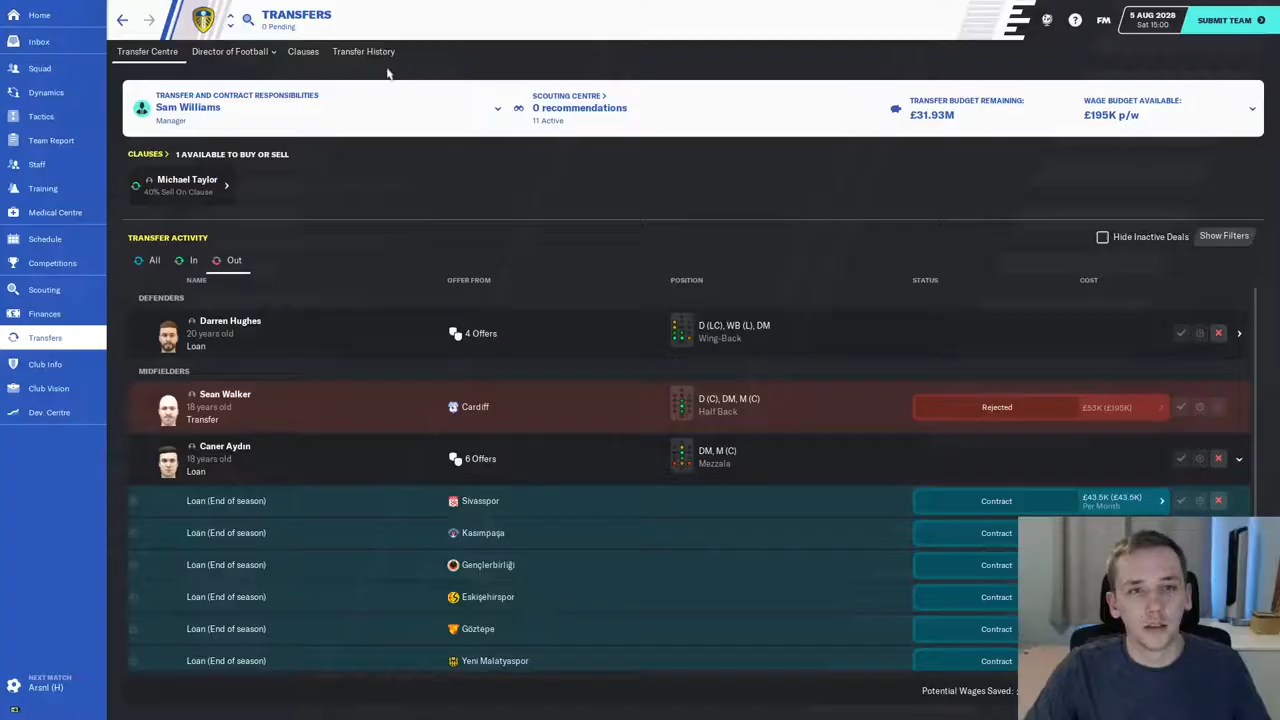 Home
TRANSFERS
0 Pending
FM
5 AUG 2028
Sat 15:00
SUBMIT TEAM
Inbox
Squad
Dynamics
Tactics
Team Report
Staff
Training
Medical Centre
Schedule
Competitions
Scouting
Finances
Transfers
Club Info
Club Vision
Dev. Centre
NEXT MATCH
Arsnl (H)
Transfer Centre
Director of Football
Clauses
Transfer History
TRANSFER AND CONTRACT RESPONSIBILITIES
Sam Williams
Manager
SCOUTING CENTRE >
0 recommendations
11 Active
TRANSFER BUDGET REMAINING:
£31.93M
WAGE BUDGET AVAILABLE:
£195K p/w
CLAUSES > 1 AVAILABLE TO BUY OR SELL
Michael Taylor
40% Sell On Clause
TRANSFER ACTIVITY
Hide Inactive Deals
Show Filters
All In Out
NAME OFFER FROM POSITION STATUS COST
DEFENDERS
Darren Hughes
20 years old
Loan
4 Offers
D (LC), WB (L), DM
Wing-Back
MIDFIELDERS
Sean Walker
18 years old
Transfer
Cardiff
D (C), DM, M (C)
Half Back
Rejected
£53K (£195K)
Caner Aydın
18 years old
Loan
6 Offers
DM, M (C)
Mezzala
Loan (End of season) Sivasspor Contract £43.5K (£43.5K)
Per Month
Loan (End of season) Kasımpaşa Contract
Loan (End of season) Gençlerbirliği Contract
Loan (End of season) Eskişehirspor Contract
Loan (End of season) Göztepe Contract
Loan (End of season) Yeni Malatyaspor Contract
Potential Wages Saved: